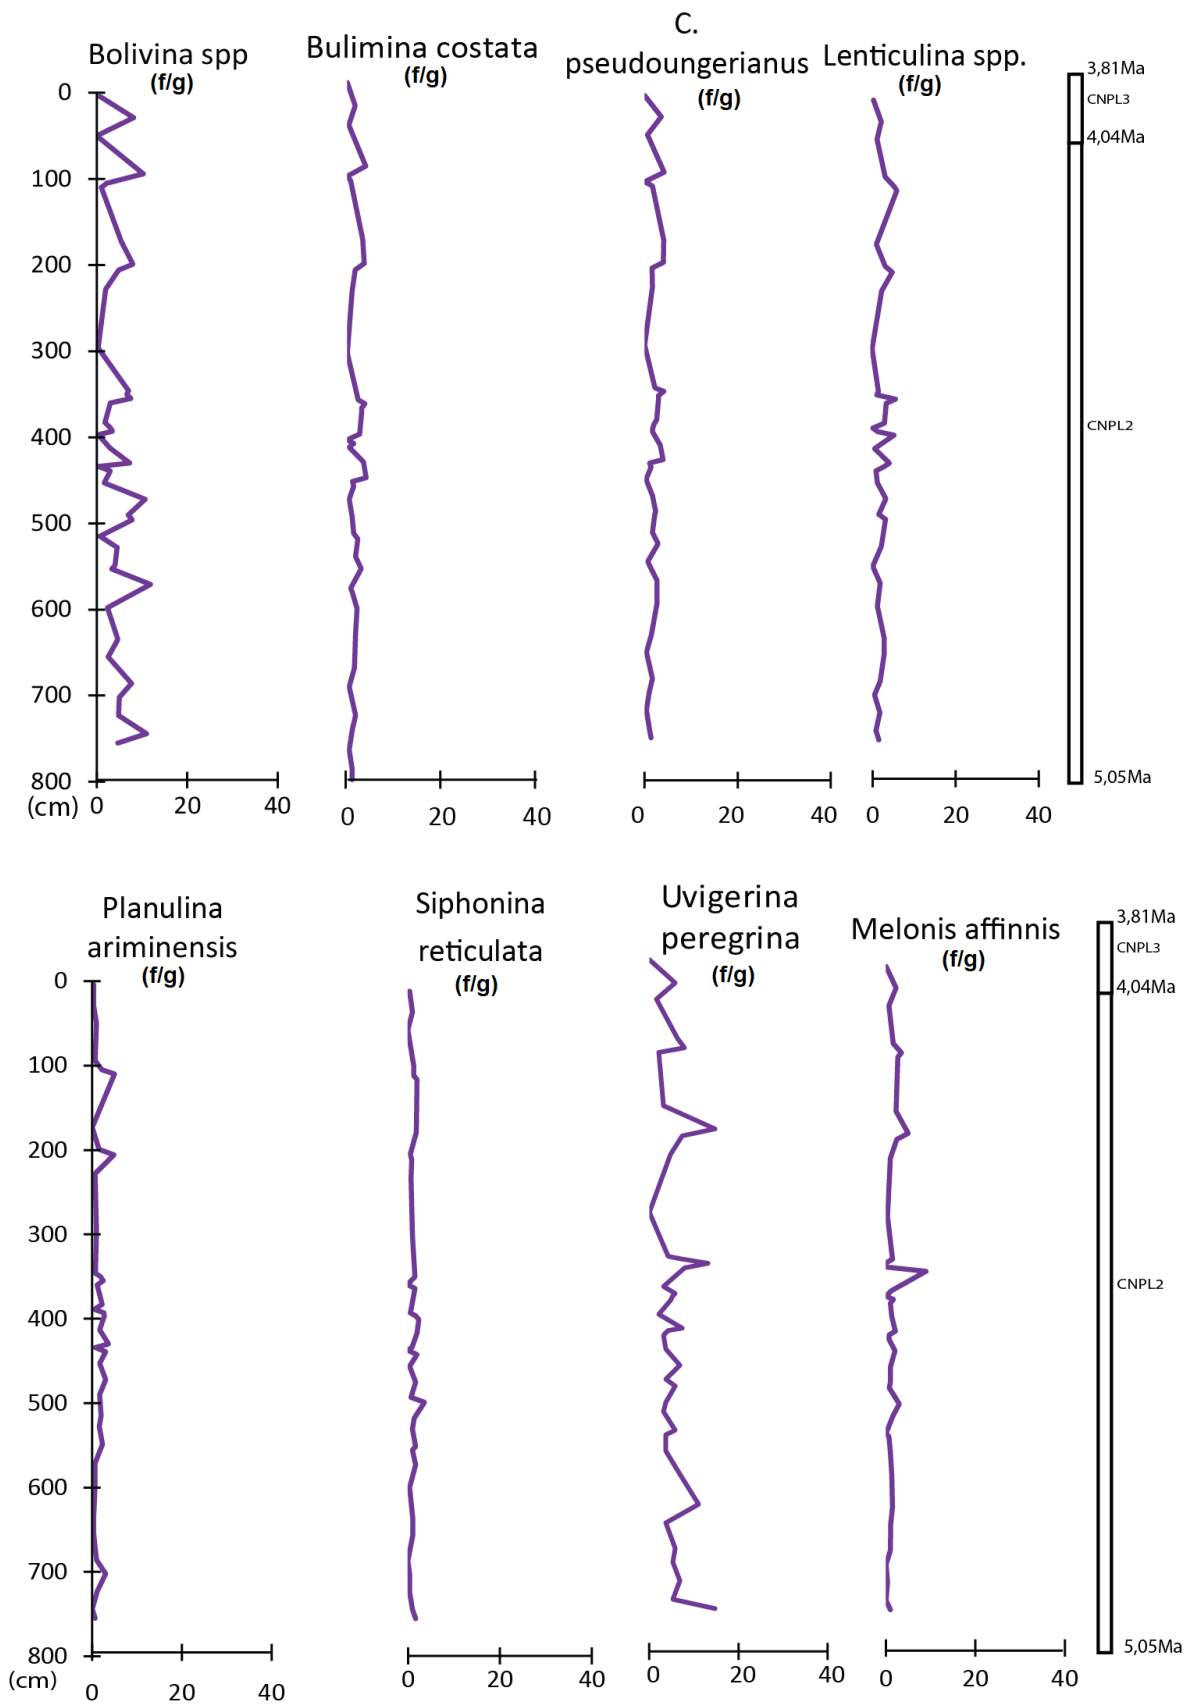 Bolivina spp
(f/g)
Bulimina costata
(f/g)
C.
pseudoungerianus
(f/g)
Lenticulina spp.
(f/g)
3,81Ma
CNPL3
4,04Ma
CNPL2
5,05Ma
0
100
200
300
400
500
600
700
800
(cm)
0 20 40
0 20 40
0 20 40
0 20 40
Planulina
ariminensis
(f/g)
Siphonina
reticulata
(f/g)
Uvigerina
peregrina
(f/g)
Melonis affinnis
(f/g)
3,81Ma
CNPL3
4,04Ma
CNPL2
5,05Ma
0
100
200
300
400
500
600
700
800
(cm)
0 20 40
0 20 40
0 20 40
0 20 40